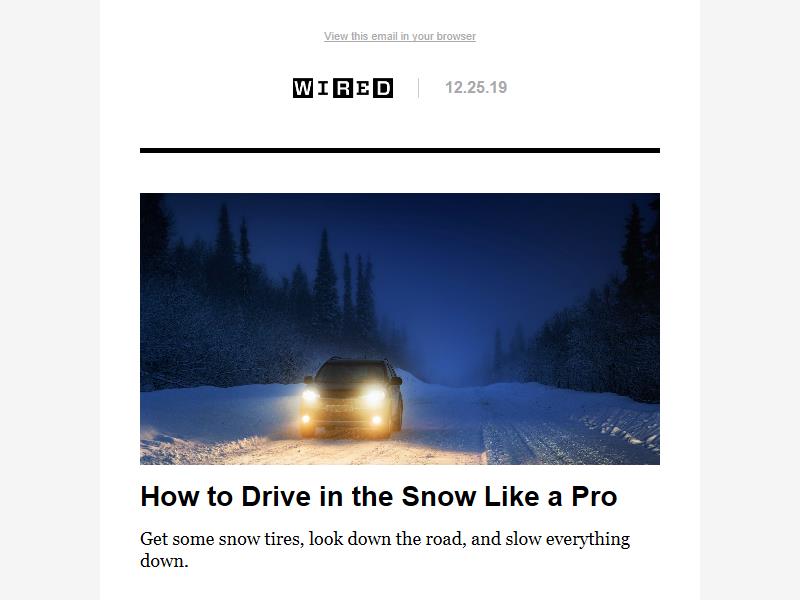 View this email in your browser
WIRED 12.25.19
How to Drive in the Snow Like a Pro
Get some snow tires, look down the road, and slow everything
down.